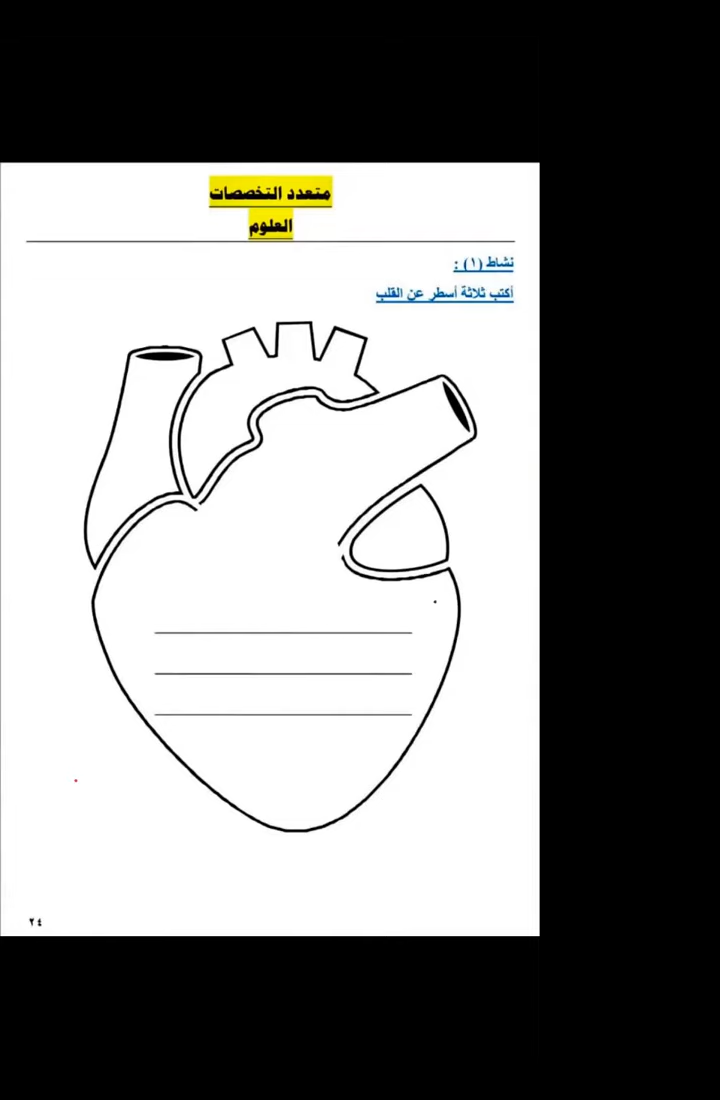 متعدد التخصصات
العلوم
نشاط (١) :
أكتب ثلاثة أسطر عن القلب
٢٤